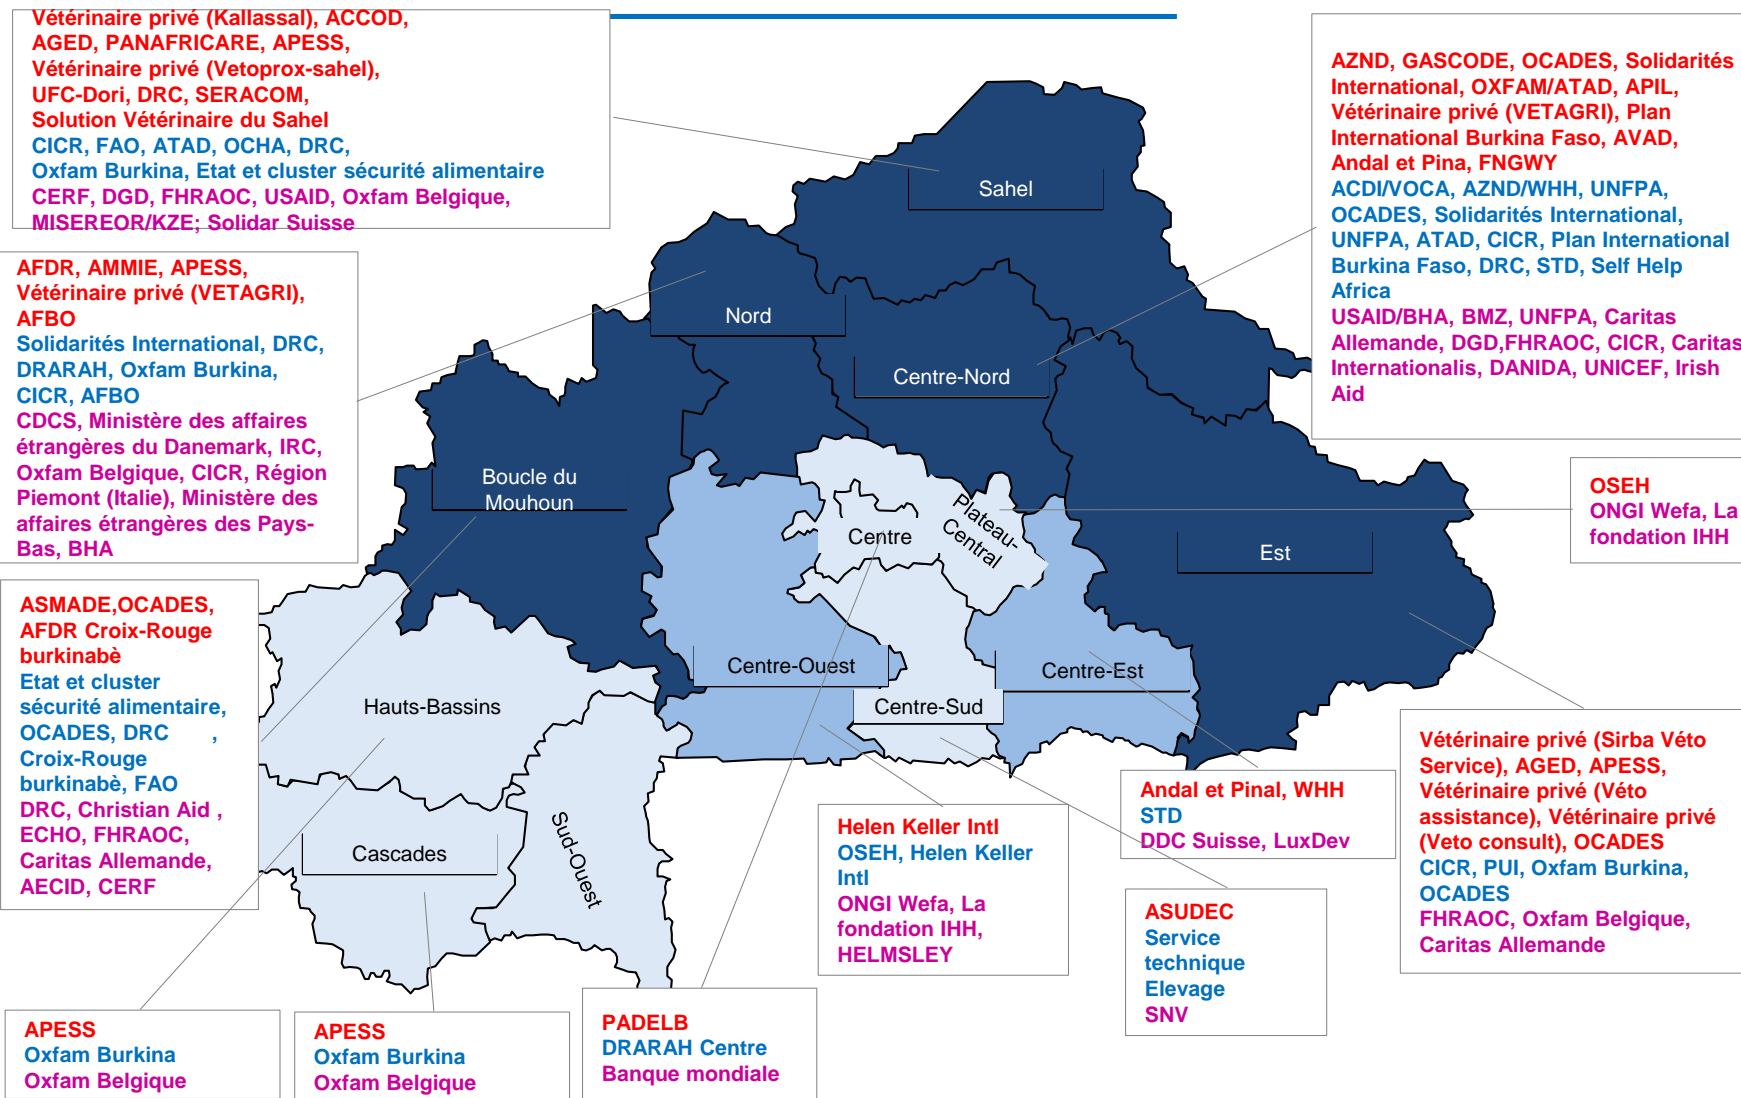 Vétérinaire privé (Kallassal), ACCOD,
AGED, PANAFRICARE, APESS,
Vétérinaire privé (Vetoprox-sahel),
UFC-Dori, DRC, SERACOM,
Solution Vétérinaire du Sahel
CICR, FAO, ATAD, OCHA, DRC,
Oxfam Burkina, Etat et cluster sécurité alimentaire
CERF, DGD, FHRAOC, USAID, Oxfam Belgique,
MISEREOR/KZE; Solidar Suisse
AZND, GASCODE, OCADES, Solidarités
International, OXFAM/ATAD, APIL,
Vétérinaire privé (VETAGRI), Plan
International Burkina Faso, AVAD,
Andal et Pina, FNGWY
ACDI/VOCA, AZND/WHH, UNFPA,
OCADES, Solidarités International,
UNFPA, ATAD, CICR, Plan International
Burkina Faso, DRC, STD, Self Help
Africa
USAID/BHA, BMZ, UNFPA, Caritas
Allemande, DGD,FHRAOC, CICR, Caritas
Internationalis, DANIDA, UNICEF, Irish
Aid
AFDR, AMMIE, APESS,
Vétérinaire privé (VETAGRI),
AFBO
Solidarités International, DRC,
DRARAH, Oxfam Burkina,
CICR, AFBO
CDCS, Ministère des affaires
étrangères du Danemark, IRC,
Oxfam Belgique, CICR, Région
Piemont (Italie), Ministère des
affaires étrangères des Pays-
Bas, BHA
Sahel
Nord
Centre-Nord
Boucle du
Mouhoun
Centre
Plateau-
Central
Est
Centre-Ouest
Centre-Est
Centre-Sud
Hauts-Bassins
Cascades
Sud-Ouest
OSEH
ONGI Wefa, La
fondation IHH
ASMADE,OCADES,
AFDR Croix-Rouge
burkinabè
Etat et cluster
sécurité alimentaire,
OCADES, DRC ,
Croix-Rouge
burkinabè, FAO
DRC, Christian Aid ,
ECHO, FHRAOC,
Caritas Allemande,
AECID, CERF
Helen Keller Intl
OSEH, Helen Keller
Intl
ONGI Wefa, La
fondation IHH,
HELMSLEY
Andal et Pinal, WHH
STD
DDC Suisse, LuxDev
Vétérinaire privé (Sirba Véto
Service), AGED, APESS,
Vétérinaire privé (Véto
assistance), Vétérinaire privé
(Veto consult), OCADES
CICR, PUI, Oxfam Burkina,
OCADES
FHRAOC, Oxfam Belgique,
Caritas Allemande
ASUDEC
Service
technique
Elevage
SNV
APESS
Oxfam Burkina
Oxfam Belgique
APESS
Oxfam Burkina
Oxfam Belgique
PADELB
DRARAH Centre
Banque mondiale